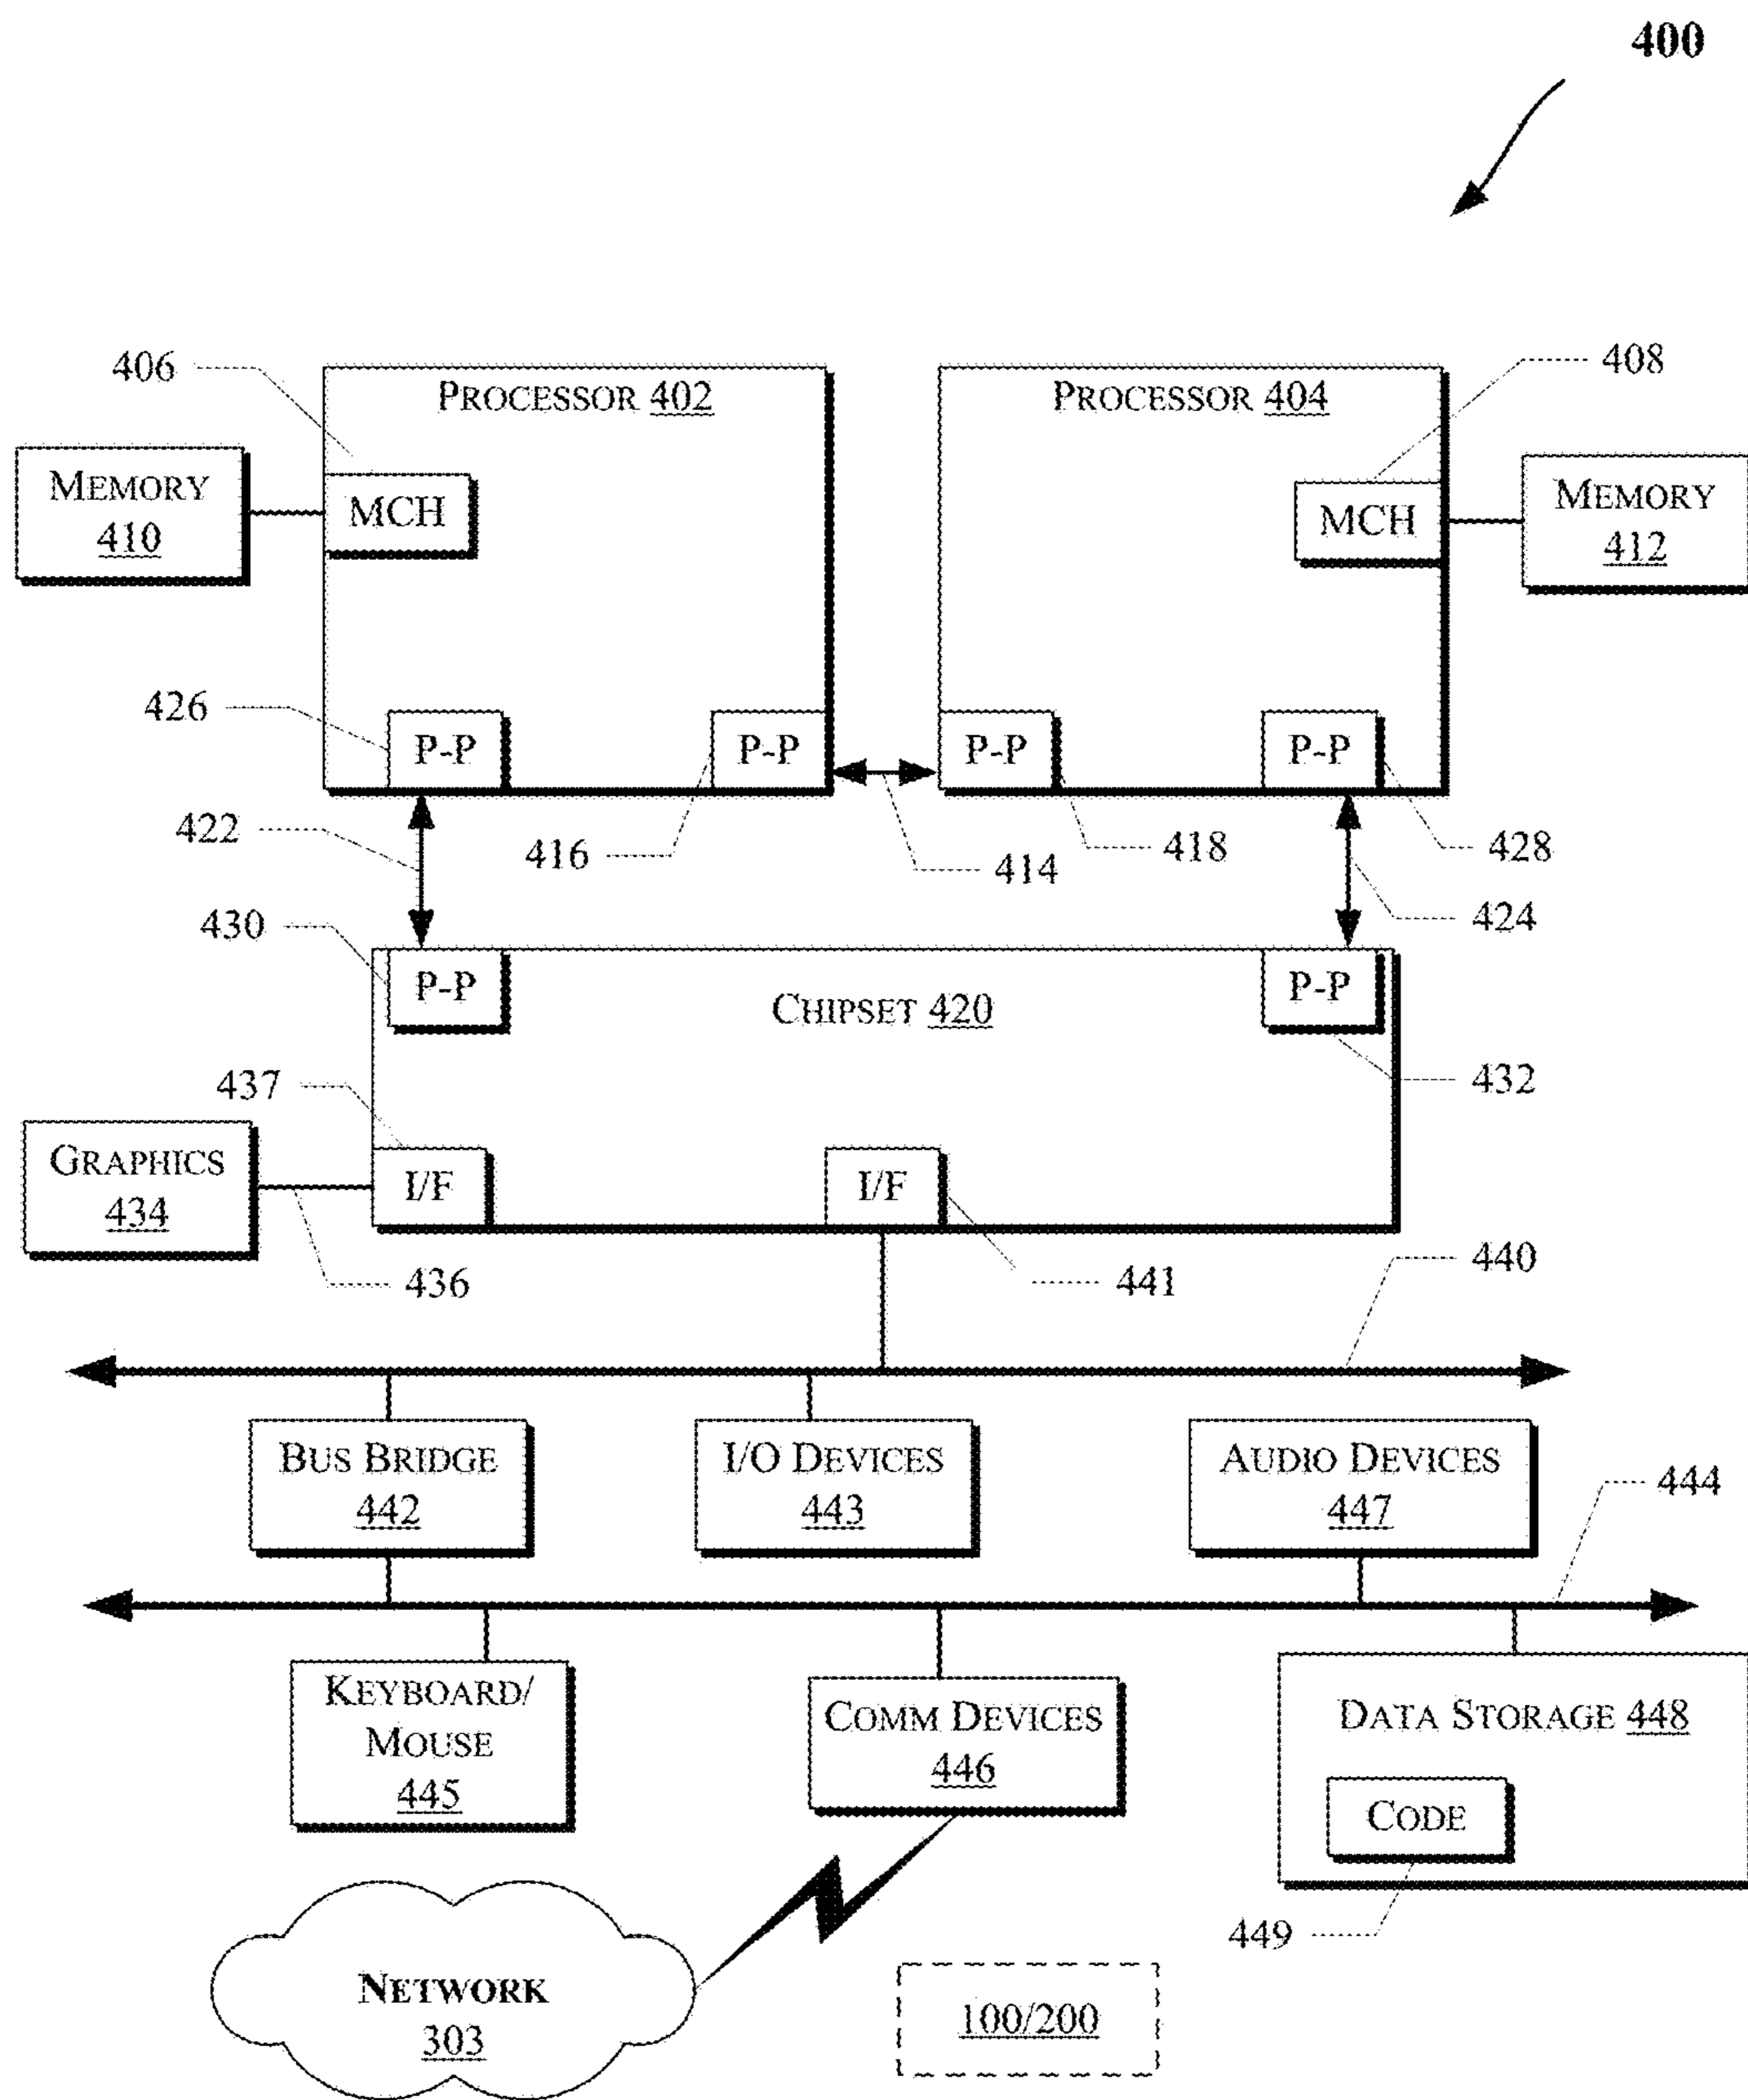 400
406
PROCESSOR 402
PROCESSOR 404
408
MEMORY
410
MCH
MCH
MEMORY
412
426
P-P
P-P
P-P
P-P
422
416
414
418
428
424
430
P-P
CHIPSET 420
P-P
432
437
GRAPHICS
434
I/F
I/F
436
441
440
BUS BRIDGE
442
I/O DEVICES
443
AUDIO DEVICES
447
444
KEYBOARD/
MOUSE
445
COMM DEVICES
446
DATA STORAGE 448
CODE
449
NETWORK
303
100/200